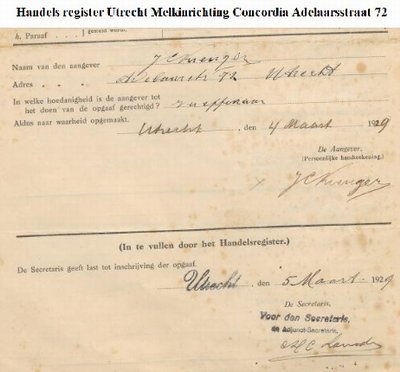 Handels register Utrecht Melkinrichting Concordia Adelaarsstraat 72
h. Paraaf . . .
Naam van den aangever J C Krenger
Adres . . . 72 Utrecht
In welke hoedanigheid is de aangever tot
het doen van de opgaaf gerechtigd?
Aldus naar waarheid opgemaakt.
Utrecht, den 4 Maart 1929
De Aangever,
(Persoonlijke handteekening.)
x J C Krenger
(In te vullen door het Handelsregister.)
De Secretaris geeft last tot inschrijving der opgaaf.
Utrecht, den 5 Maart 1929
De Secretaris,
Voor den Secretaris,
de Adjunct-Secretaris,